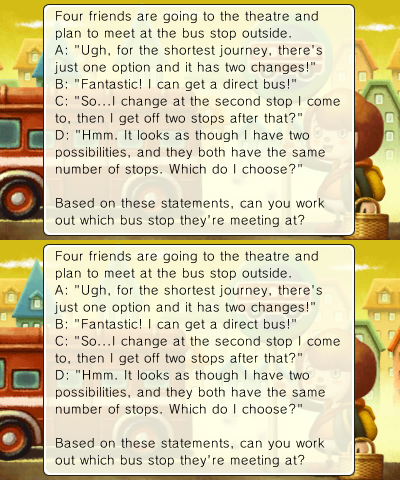 Four friends are going to the theatre and
plan to meet at the bus stop outside.
A: "Ugh, for the shortest journey, there's
just one option and it has two changes!"
B: "Fantastic! I can get a direct bus!"
C: "So...I change at the second stop I come
to, then I get off two stops after that?"
D: "Hmm. It looks as though I have two
possibilities, and they both have the same
number of stops. Which do I choose?"
Based on these statements, can you work
out which bus stop they're meeting at?
Four friends are going to the theatre and
plan to meet at the bus stop outside.
A: "Ugh, for the shortest journey, there's
just one option and it has two changes!"
B: "Fantastic! I can get a direct bus!"
C: "So...I change at the second stop I come
to, then I get off two stops after that?"
D: "Hmm. It looks as though I have two
possibilities, and they both have the same
number of stops. Which do I choose?"
Based on these statements, can you work
out which bus stop they're meeting at?